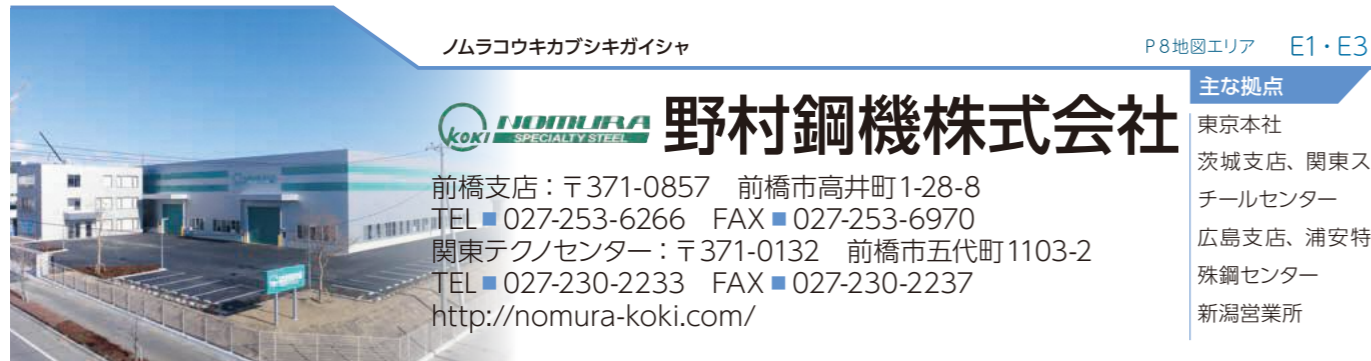 ノムラコウキカブシキガイシャ
P8地図エリア E1・E3
koki NOMURA SPECIALTY STEEL 野村鋼機株式会社
前橋支店：〒371-0857 前橋市高井町1-28-8
TEL■027-253-6266 FAX■027-253-6970
関東テクノセンター：〒371-0132 前橋市五代町1103-2
TEL■027-230-2233 FAX■027-230-2237
http://nomura-koki.com/
主な拠点
東京本社
茨城支店、関東ス
チールセンター
広島支店、浦安特
殊鋼センター
新潟営業所